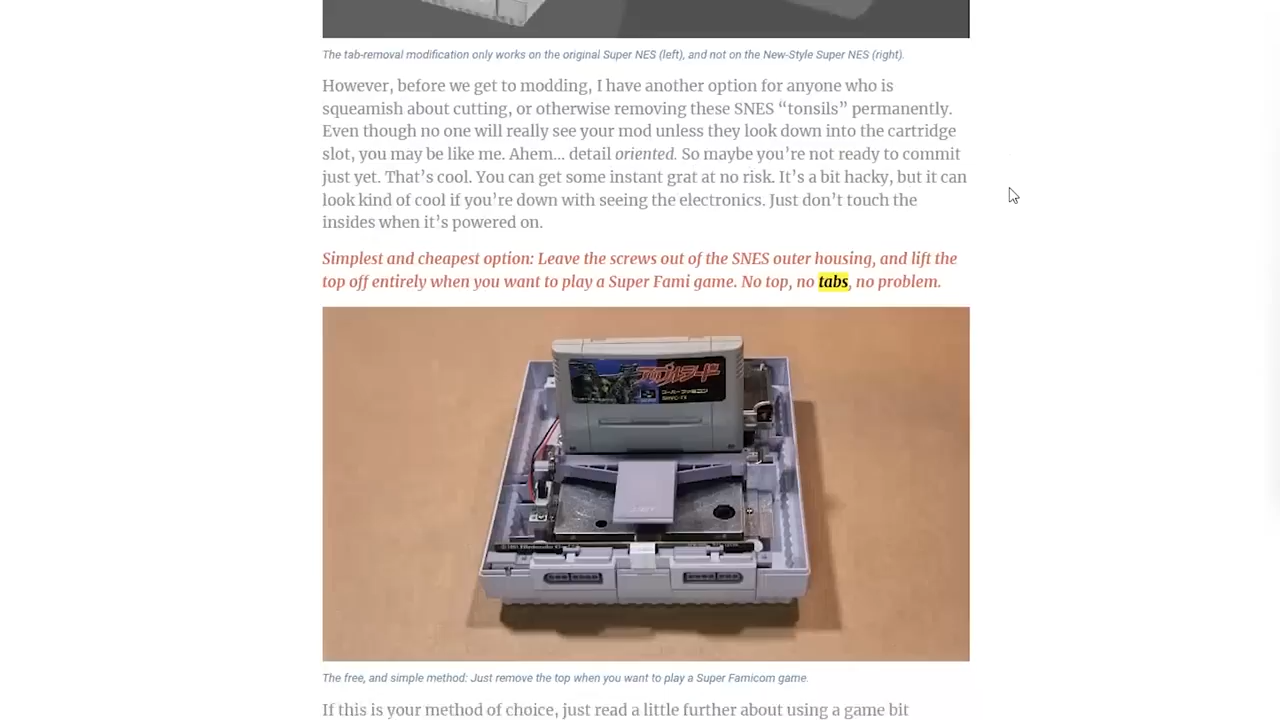 The tab-removal modification only works on the original Super NES (left), and not on the New-Style Super NES (right).
However, before we get to modding, I have another option for anyone who is
squeamish about cutting, or otherwise removing these SNES “tonsils” permanently.
Even though no one will really see your mod unless they look down into the cartridge
slot, you may be like me. Ahem... detail oriented. So maybe you’re not ready to commit
just yet. That’s cool. You can get some instant grat at no risk. It’s a bit hacky, but it can
look kind of cool if you’re down with seeing the electronics. Just don’t touch the
insides when it’s powered on.
Simplest and cheapest option: Leave the screws out of the SNES outer housing, and lift the
top off entirely when you want to play a Super Fami game. No top, no tabs, no problem.
スーパーファミコン
The free, and simple method: Just remove the top when you want to play a Super Famicom game.
If this is your method of choice, just read a little further about using a game bit